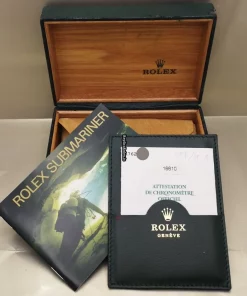 ROLEX
ROLEX SUBMARINER
16610
ATTESTATION
DE CHRONOMÈTRE
OFFICIEL
ROLEX
GENÈVE